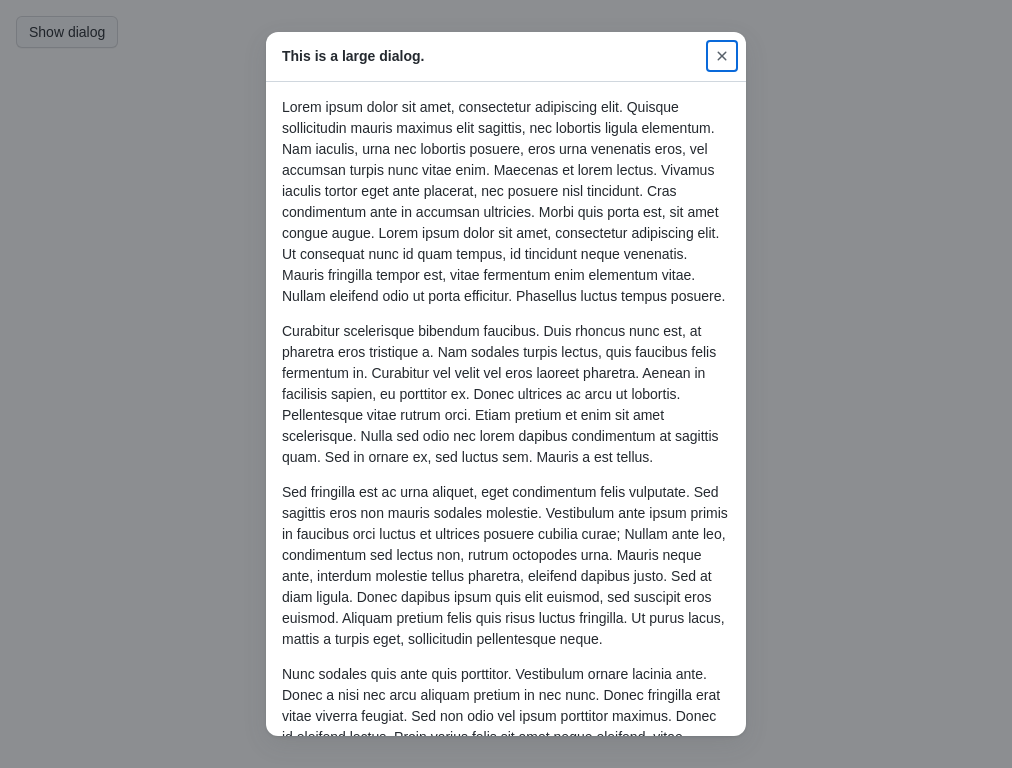 Show dialog
This is a large dialog.
Lorem ipsum dolor sit amet, consectetur adipiscing elit. Quisque
sollicitudin mauris maximus elit sagittis, nec lobortis ligula elementum.
Nam iaculis, urna nec lobortis posuere, eros urna venenatis eros, vel
accumsan turpis nunc vitae enim. Maecenas et lorem lectus. Vivamus
iaculis tortor eget ante placerat, nec posuere nisl tincidunt. Cras
condimentum ante in accumsan ultricies. Morbi quis porta est, sit amet
congue augue. Lorem ipsum dolor sit amet, consectetur adipiscing elit.
Ut consequat nunc id quam tempus, id tincidunt neque venenatis.
Mauris fringilla tempor est, vitae fermentum enim elementum vitae.
Nullam eleifend odio ut porta efficitur. Phasellus luctus tempus posuere.
Curabitur scelerisque bibendum faucibus. Duis rhoncus nunc est, at
pharetra eros tristique a. Nam sodales turpis lectus, quis faucibus felis
fermentum in. Curabitur vel velit vel eros laoreet pharetra. Aenean in
facilisis sapien, eu porttitor ex. Donec ultrices ac arcu ut lobortis.
Pellentesque vitae rutrum orci. Etiam pretium et enim sit amet
scelerisque. Nulla sed odio nec lorem dapibus condimentum at sagittis
quam. Sed in ornare ex, sed luctus sem. Mauris a est tellus.
Sed fringilla est ac urna aliquet, eget condimentum felis vulputate. Sed
sagittis eros non mauris sodales molestie. Vestibulum ante ipsum primis
in faucibus orci luctus et ultrices posuere cubilia curae; Nullam ante leo,
condimentum sed lectus non, rutrum octopodes urna. Mauris neque
ante, interdum molestie tellus pharetra, eleifend dapibus justo. Sed at
diam ligula. Donec dapibus ipsum quis elit euismod, sed suscipit eros
euismod. Aliquam pretium felis quis risus luctus fringilla. Ut purus lacus,
mattis a turpis eget, sollicitudin pellentesque neque.
Nunc sodales quis ante quis porttitor. Vestibulum ornare lacinia ante.
Donec a nisi nec arcu aliquam pretium in nec nunc. Donec fringilla erat
vitae viverra feugiat. Sed non odio vel ipsum porttitor maximus. Donec
id eleifend lectus. Proin varius felis sit amet neque eleifend, vitae